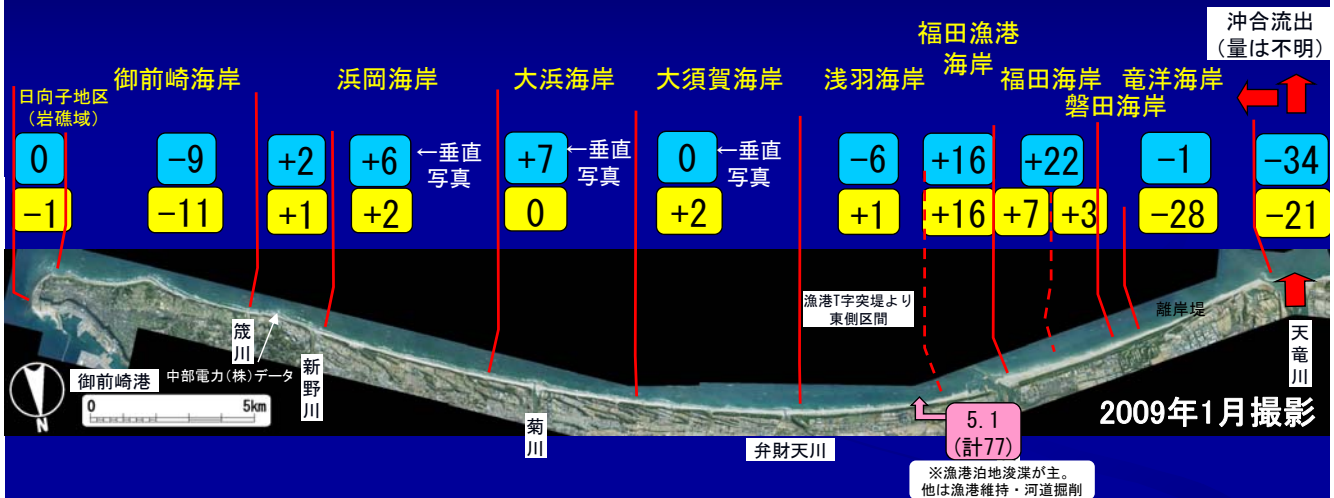 沖合流出
(量は不明)
福田漁港
海岸
御前崎海岸
浜岡海岸
大浜海岸
大須賀海岸
浅羽海岸
福田海岸
竜洋海岸
磐田海岸
日向子地区
(岩礁域)
0
-9
+2
+6
←垂直
写真
+7
←垂直
写真
0
←垂直
写真
-6
+16
+22
-1
-34
-1
-11
+1
+2
0
+2
+1
+16
+7
+3
-28
-21
漁港T字突堤より
東側区間
離岸堤
天竜川
筬川
新野川
御前崎港
中部電力(株)データ
0
5km
N
菊川
弁財天川
5.1
(計77)
2009年1月撮影
※漁港泊地浚渫が主。
他は漁港維持・河道掘削